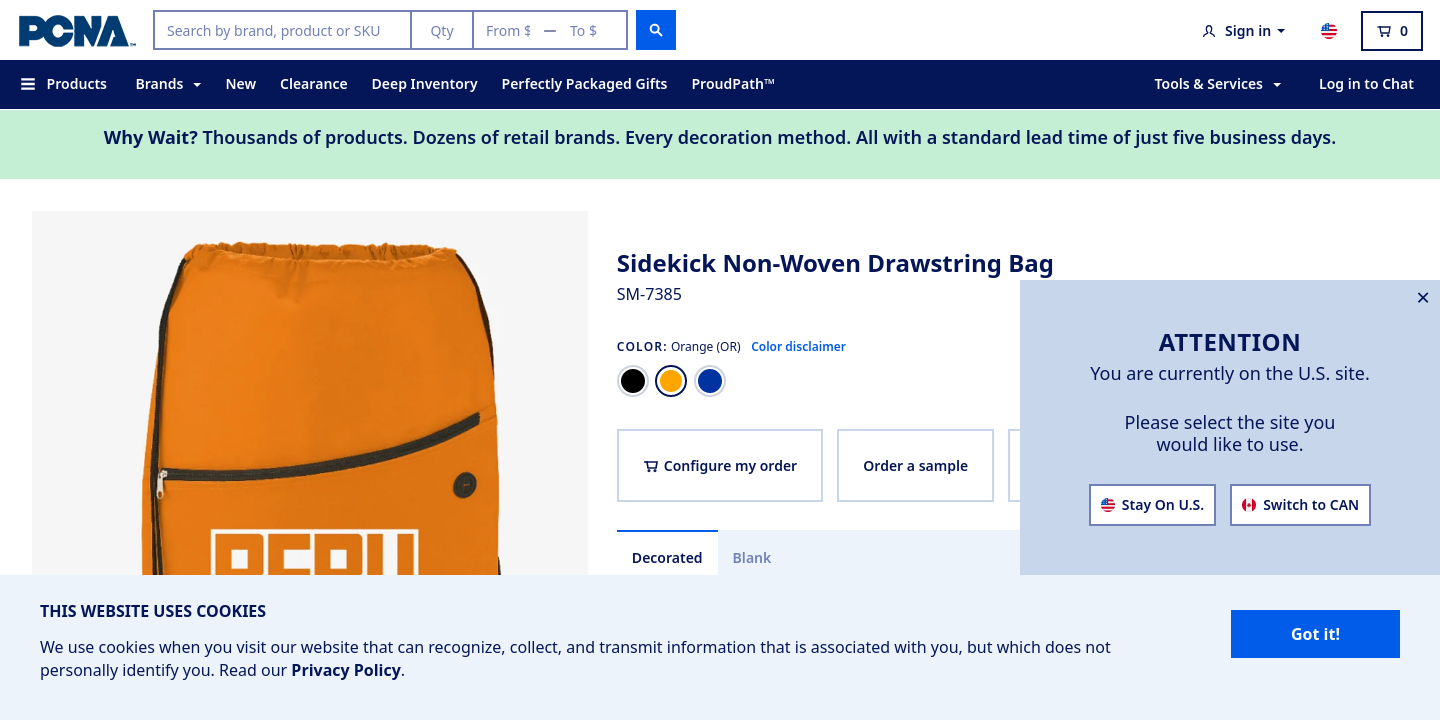 PCNA™
Search by brand, product or SKU
Qty
From $
—
To $
Sign in
0
Products
Brands
New
Clearance
Deep Inventory
Perfectly Packaged Gifts
ProudPath™
Tools & Services
Log in to Chat
Why Wait? Thousands of products. Dozens of retail brands. Every decoration method. All with a standard lead time of just five business days.
Sidekick Non-Woven Drawstring Bag
SM-7385
COLOR: Orange (OR) Color disclaimer
Configure my order
Order a sample
Decorated
Blank
ATTENTION
You are currently on the U.S. site.
Please select the site you
would like to use.
Stay On U.S.
Switch to CAN
THIS WEBSITE USES COOKIES
We use cookies when you visit our website that can recognize, collect, and transmit information that is associated with you, but which does not
personally identify you. Read our Privacy Policy.
Got it!